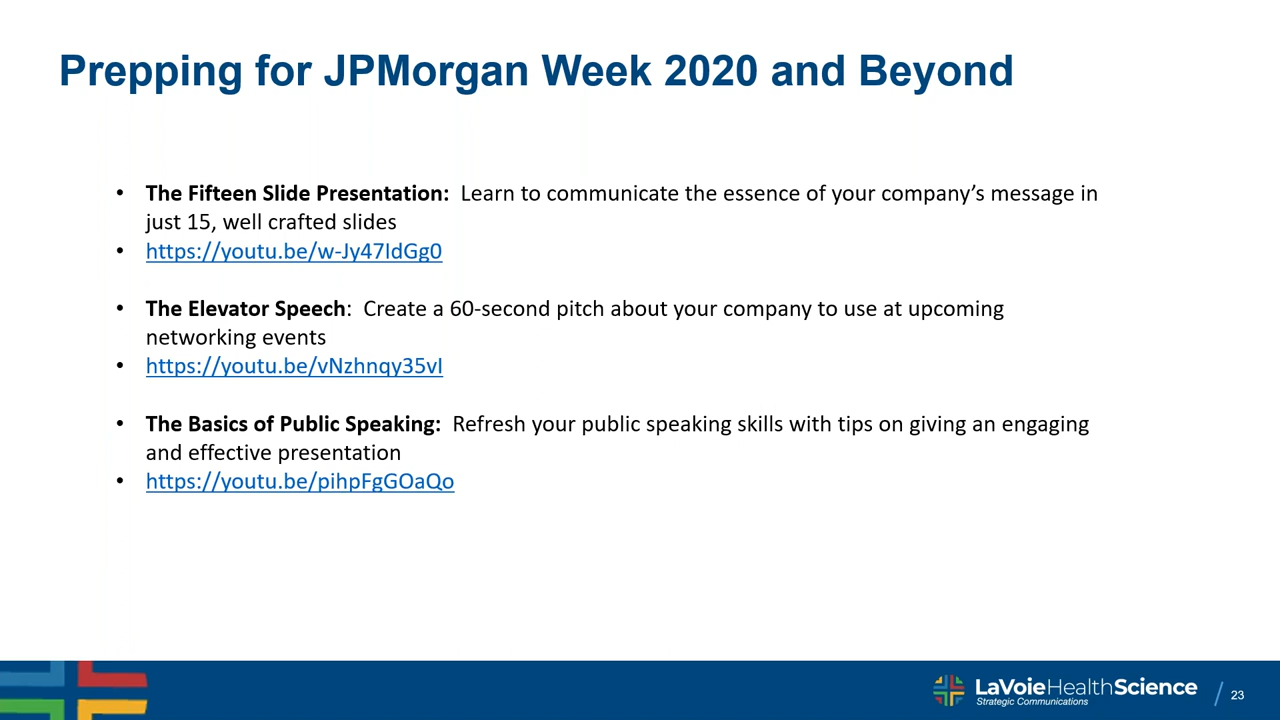 Prepping for JPMorgan Week 2020 and Beyond
• The Fifteen Slide Presentation: Learn to communicate the essence of your company’s message in
just 15, well crafted slides
• https://youtu.be/w-Jy47IdGg0
• The Elevator Speech: Create a 60-second pitch about your company to use at upcoming
networking events
• https://youtu.be/vNzhnqy35vI
• The Basics of Public Speaking: Refresh your public speaking skills with tips on giving an engaging
and effective presentation
• https://youtu.be/pihpFgGOaQo
LaVoieHealthScience
Strategic Communications
/ 23